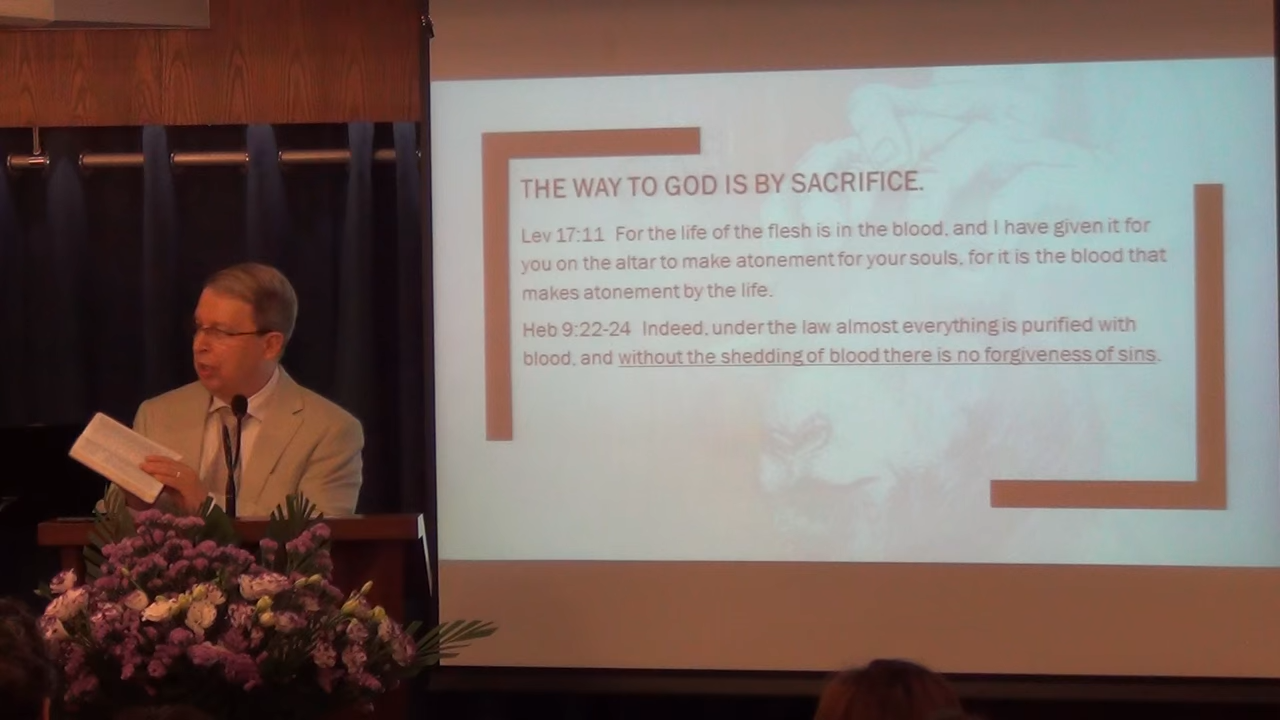 THE WAY TO GOD IS BY SACRIFICE.
Lev 17:11 For the life of the flesh is in the blood, and I have given it for
you on the altar to make atonement for your souls, for it is the blood that
makes atonement by the life.
Heb 9:22-24 Indeed, under the law almost everything is purified with
blood, and without the shedding of blood there is no forgiveness of sins.